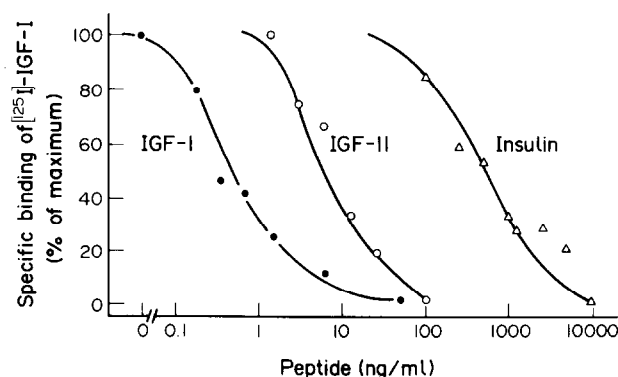 Specific binding of [125I]-IGF-I
(% of maximum)
100
80
60
40
20
0
IGF-I
IGF-II
Insulin
0 0.1 1 10 100 1000 10000
Peptide (ng/ml)